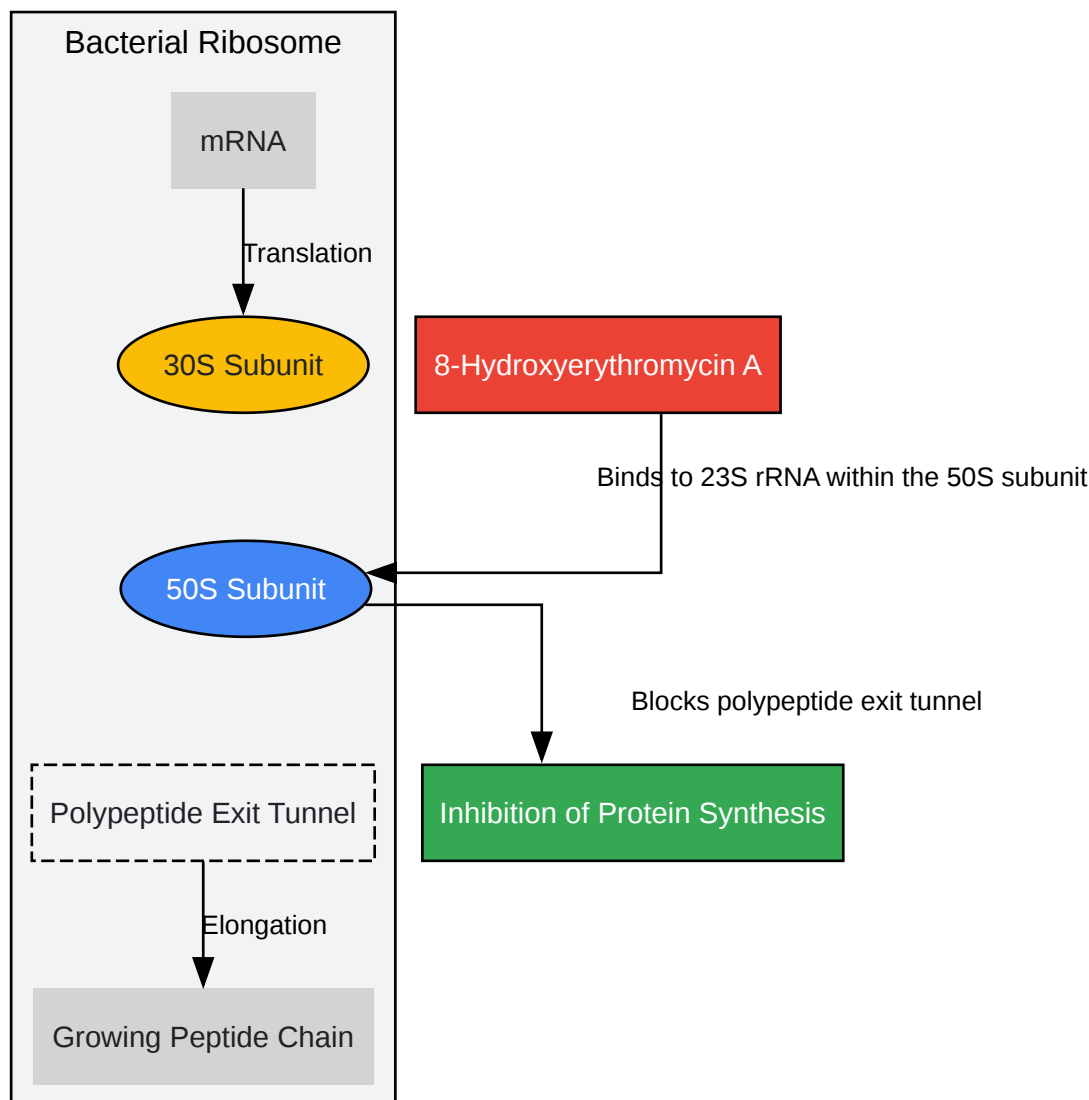 Bacterial Ribosome
mRNA
Translation
30S Subunit
8-Hydroxyerythromycin A
Binds to 23S rRNA within the 50S subunit
50S Subunit
Blocks polypeptide exit tunnel
Polypeptide Exit Tunnel
Inhibition of Protein Synthesis
Elongation
Growing Peptide Chain